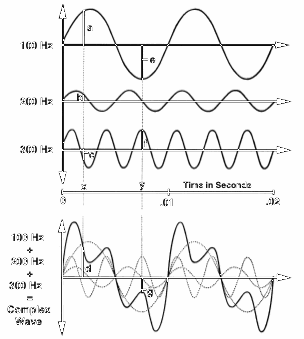 a
100 Hz
e
b
200 Hz
f
300 Hz
c
x
y
0
.01
Time in Seconds
.02
100 Hz
+
200 Hz
+
300 Hz
=
Complex
Wave
d
g